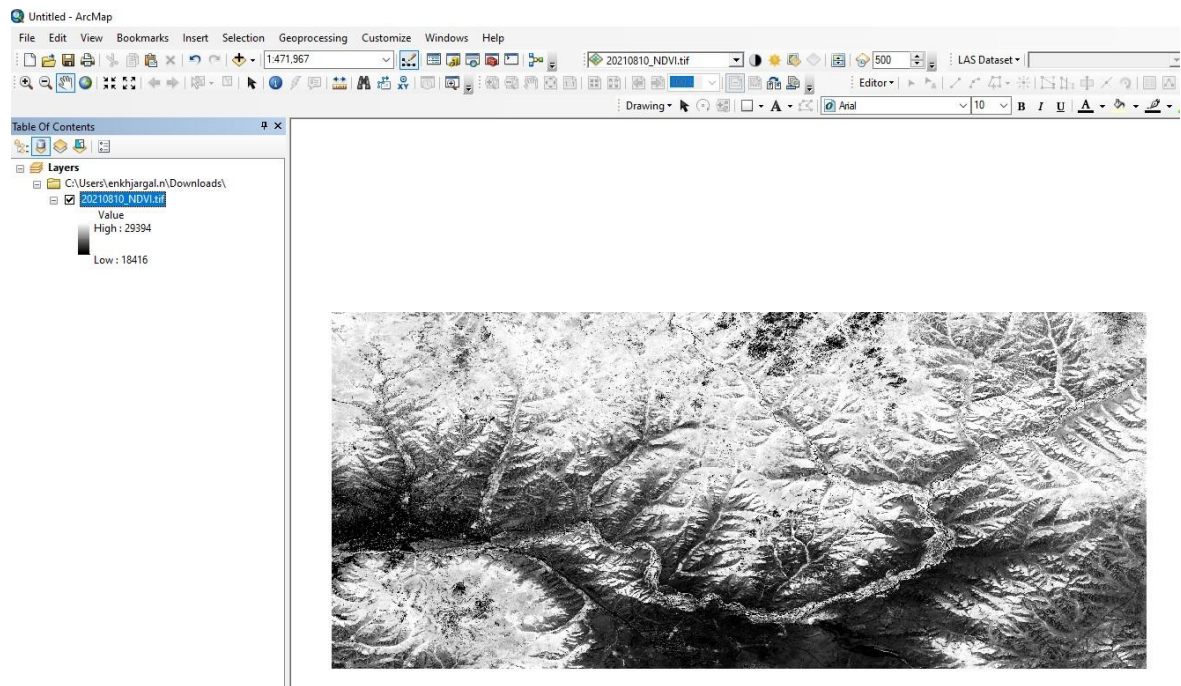 Untitled - ArcMap
File Edit View Bookmarks Insert Selection Geoprocessing Customize Windows Help
1:471,967 20210810_NDVI.tif 500 LAS Dataset
Editor
Drawing A Arial 10 B I U A
Table Of Contents
Layers
C:\Users\enkhjargal.n\Downloads\
20210810_NDVI.tif
Value
High : 29394
Low : 18416